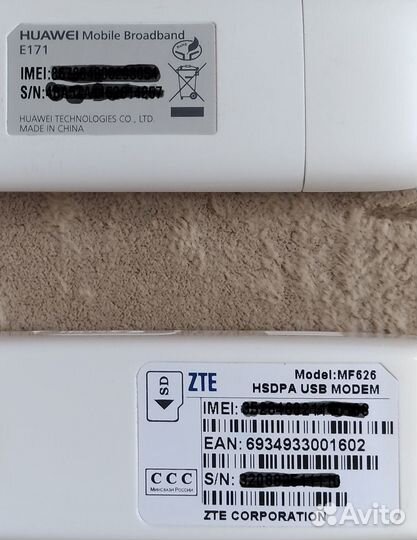 HUAWEI Mobile Broadband
E171
IMEI:
S/N:
HUAWEI TECHNOLOGIES CO., LTD.
MADE IN CHINA
SD
ZTE
Model:MF626
HSDPA USB MODEM
IMEI:
EAN: 6934933001602
CCC
Минсвязи России
S/N:
ZTE CORPORATION
Avito